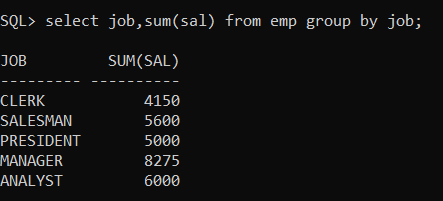 SQL> select job,sum(sal) from emp group by job;
JOB         SUM(SAL)
--------- ----------
CLERK           4150
SALESMAN        5600
PRESIDENT       5000
MANAGER         8275
ANALYST         6000